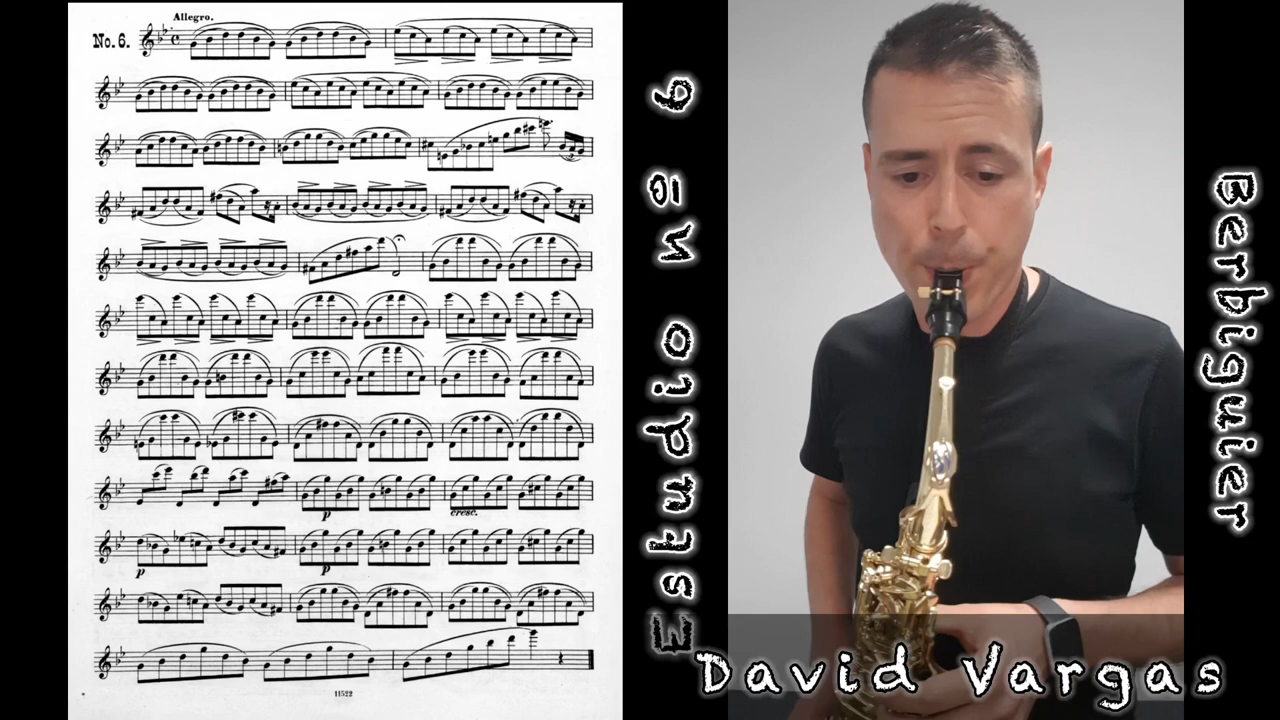 Allegro.
No. 6.
p
cresc.
p
p
11522
Estudio Nº 6
Berbiguier
David Vargas